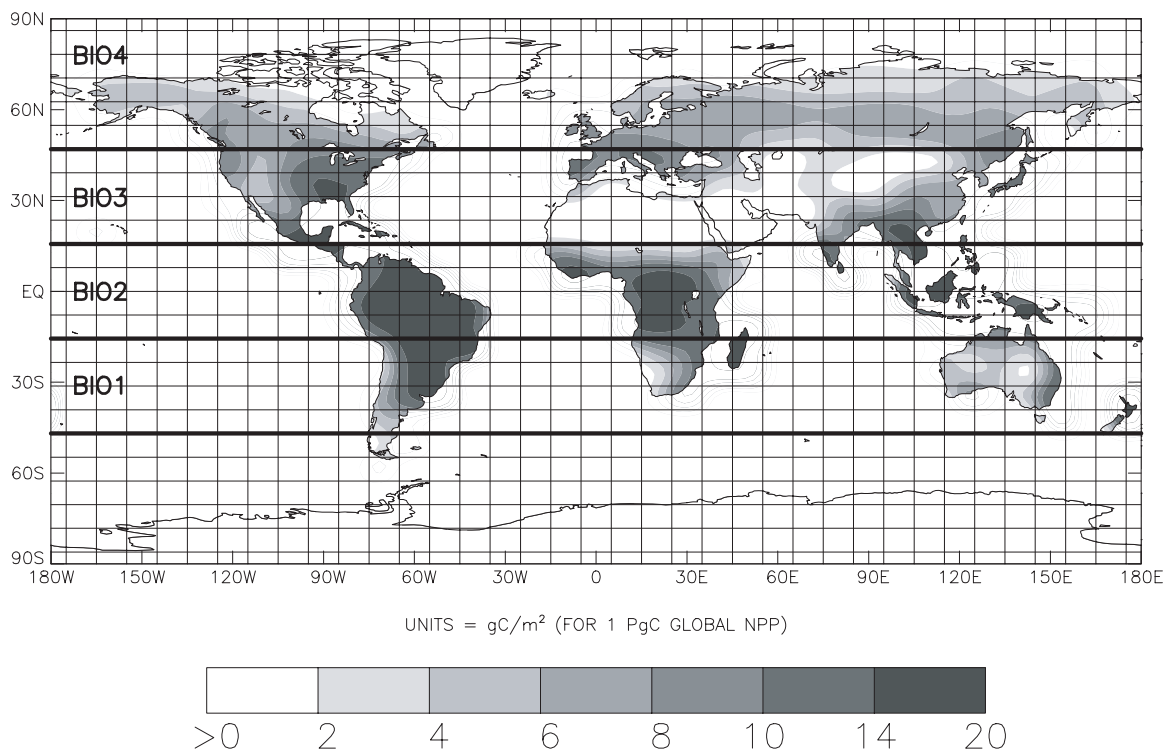 90N
BIO4
60N
BIO3
30N
EQ
BIO2
BIO1
30S
60S
90S
180W 150W 120W 90W 60W 30W 0 30E 60E 90E 120E 150E 180E
UNITS = gC/m² (FOR 1 PgC GLOBAL NPP)
>0 2 4 6 8 10 14 20